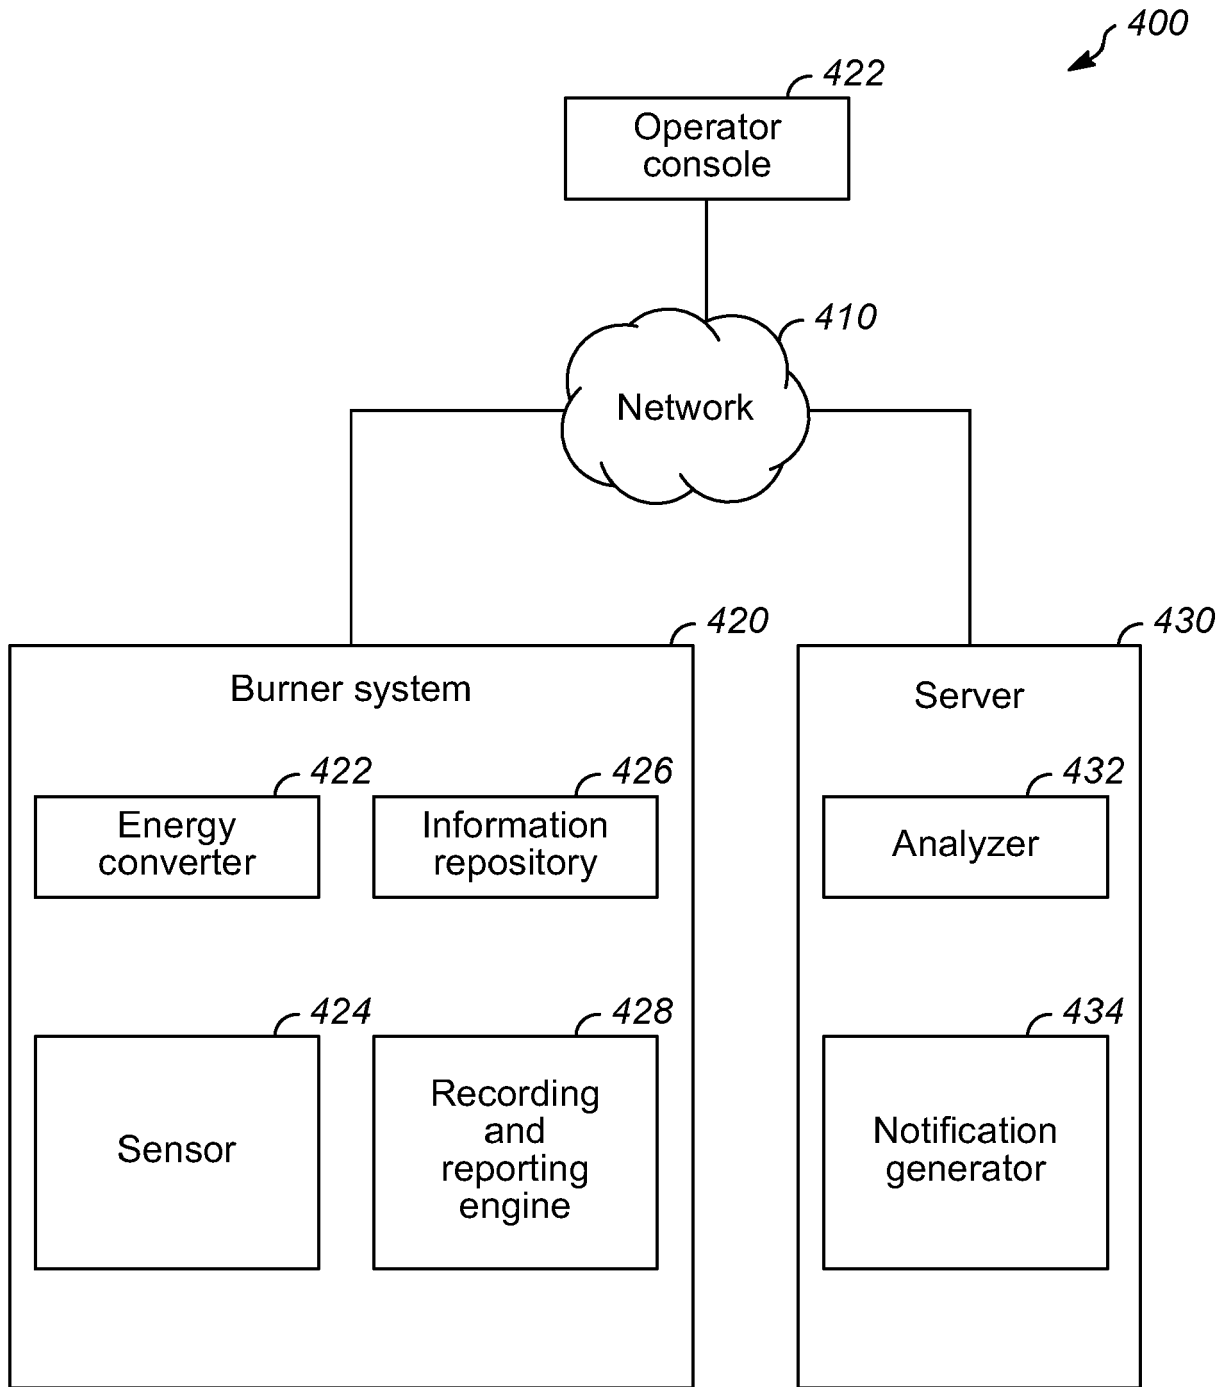 400
422
Operator
console
410
Network
420
Burner system
422
Energy
converter
426
Information
repository
424
Sensor
428
Recording
and
reporting
engine
430
Server
432
Analyzer
434
Notification
generator